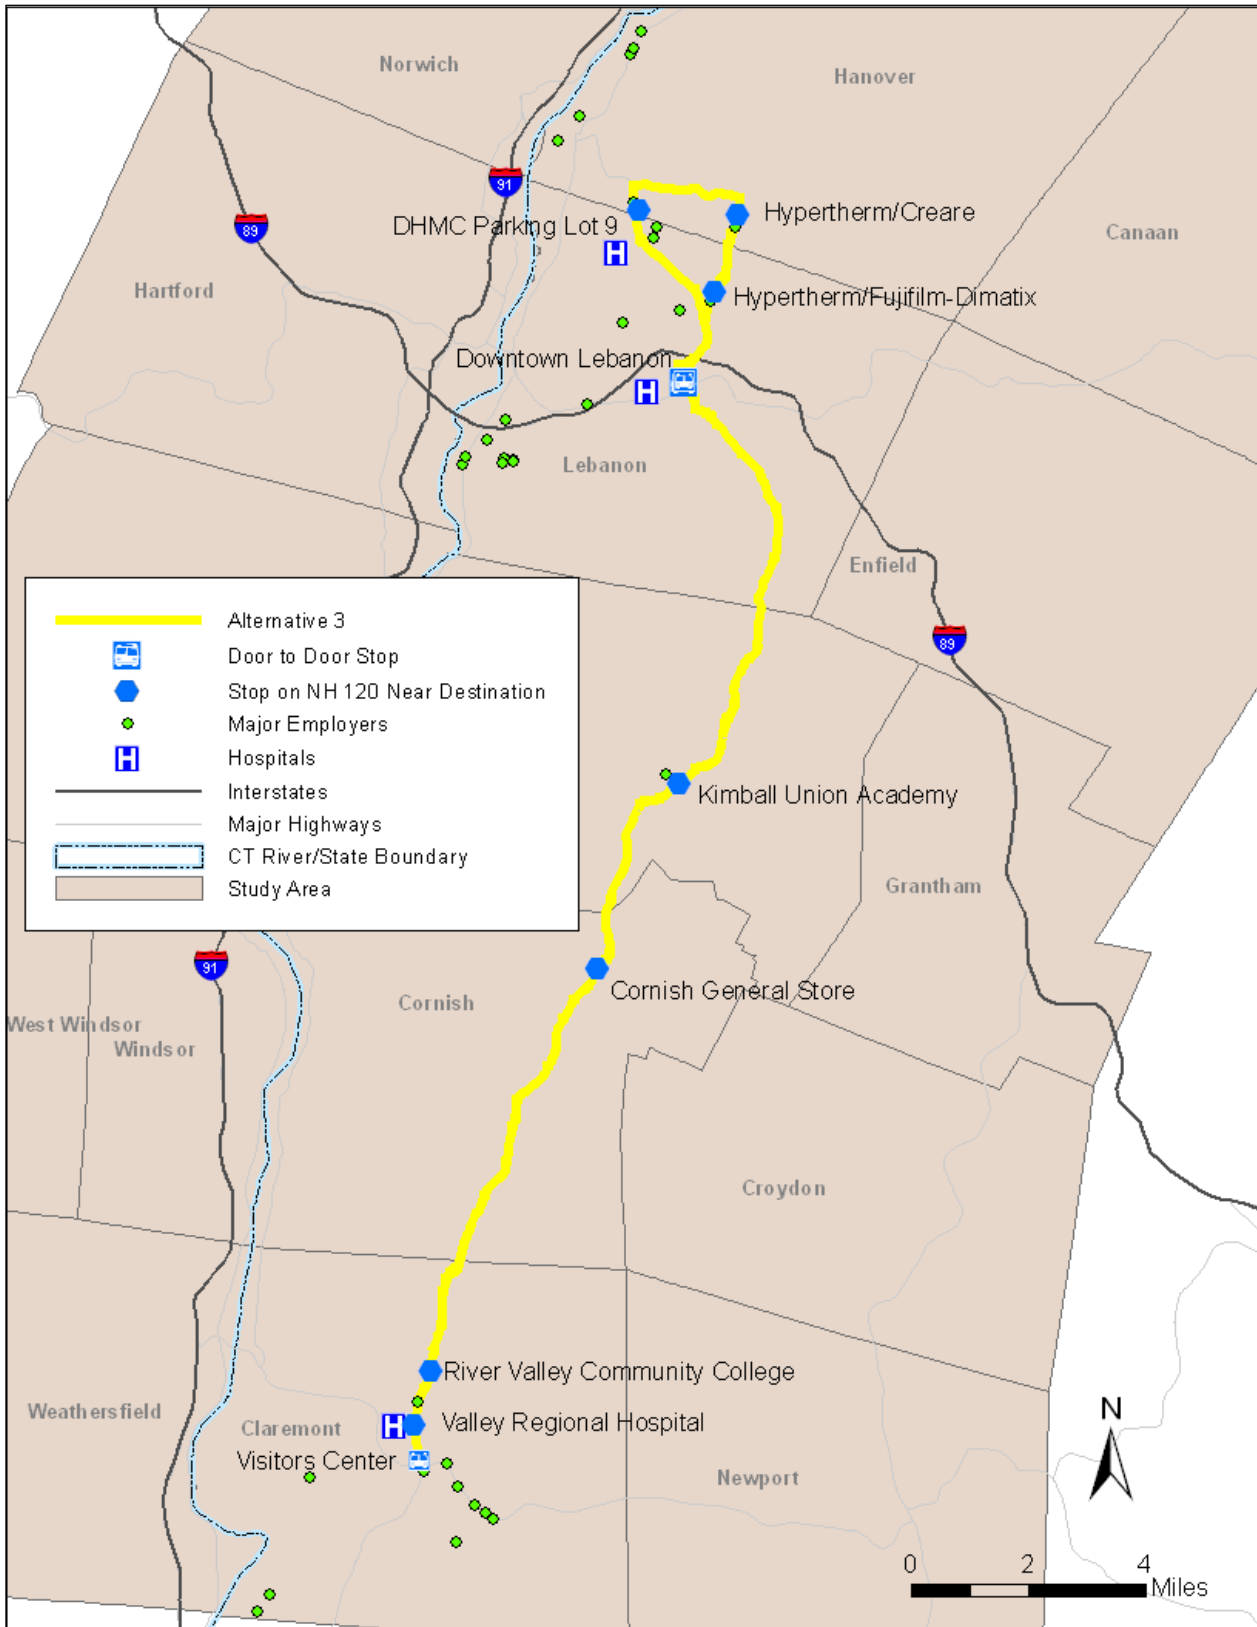 Norwich
Hanover
91
89
DHMC Parking Lot 9
Hypertherm/Creare
Canaan
H
Hartford
Hypertherm/Fujifilm-Dimatix
Downtown Lebanon
H
Lebanon
Enfield
89
Alternative 3
Door to Door Stop
Stop on NH 120 Near Destination
Major Employers
H
Hospitals
Interstates
Major Highways
CT River/State Boundary
Study Area
Kimball Union Academy
Grantham
91
Cornish General Store
Cornish
West Windsor
Windsor
Croydon
River Valley Community College
Weathersfield
Claremont
H
Valley Regional Hospital
Visitors Center
Newport
N
0 2 4
Miles